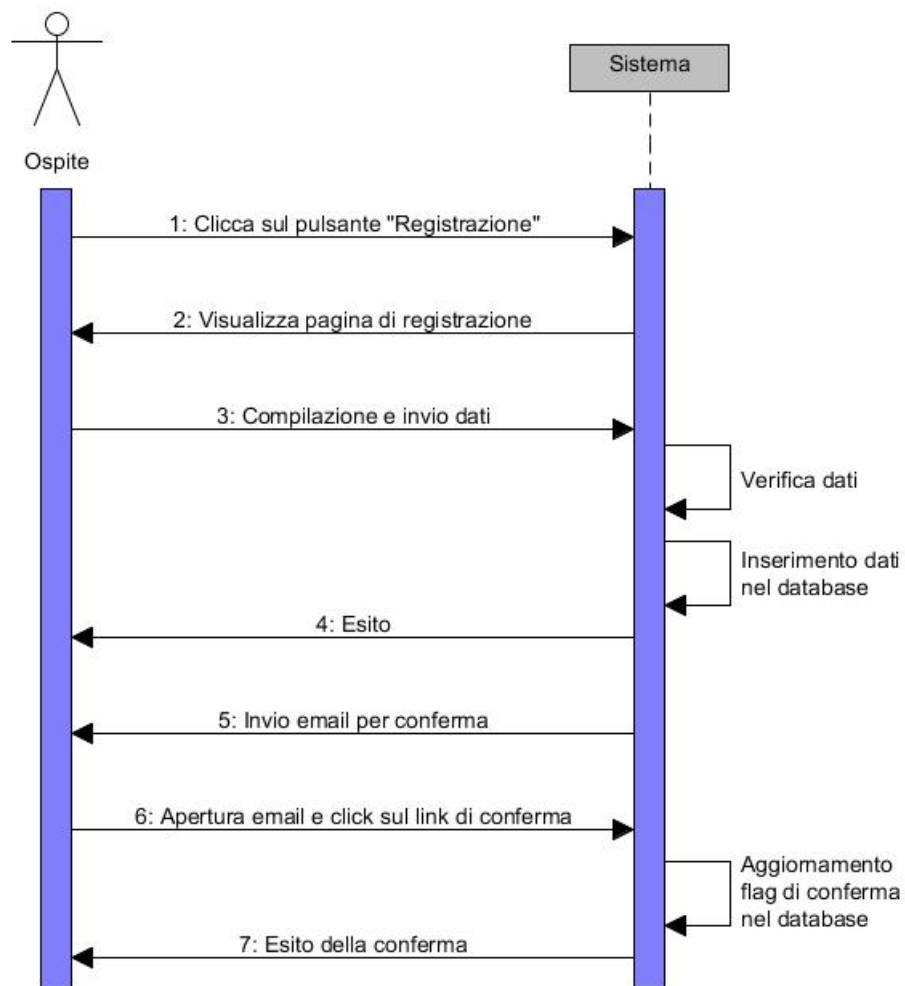 Sistema
Ospite
1: Clicca sul pulsante "Registrazione"
2: Visualizza pagina di registrazione
3: Compilazione e invio dati
Verifica dati
Inserimento dati
nel database
4: Esito
5: Invio email per conferma
6: Apertura email e click sul link di conferma
Aggiornamento
flag di conferma
nel database
7: Esito della conferma